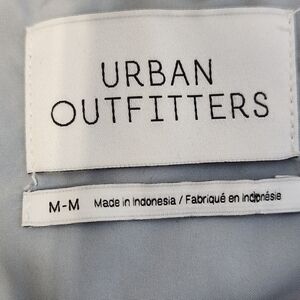 URBAN
OUTFITTERS
M-M Made in Indonesia / Fabriqué en Indonésie